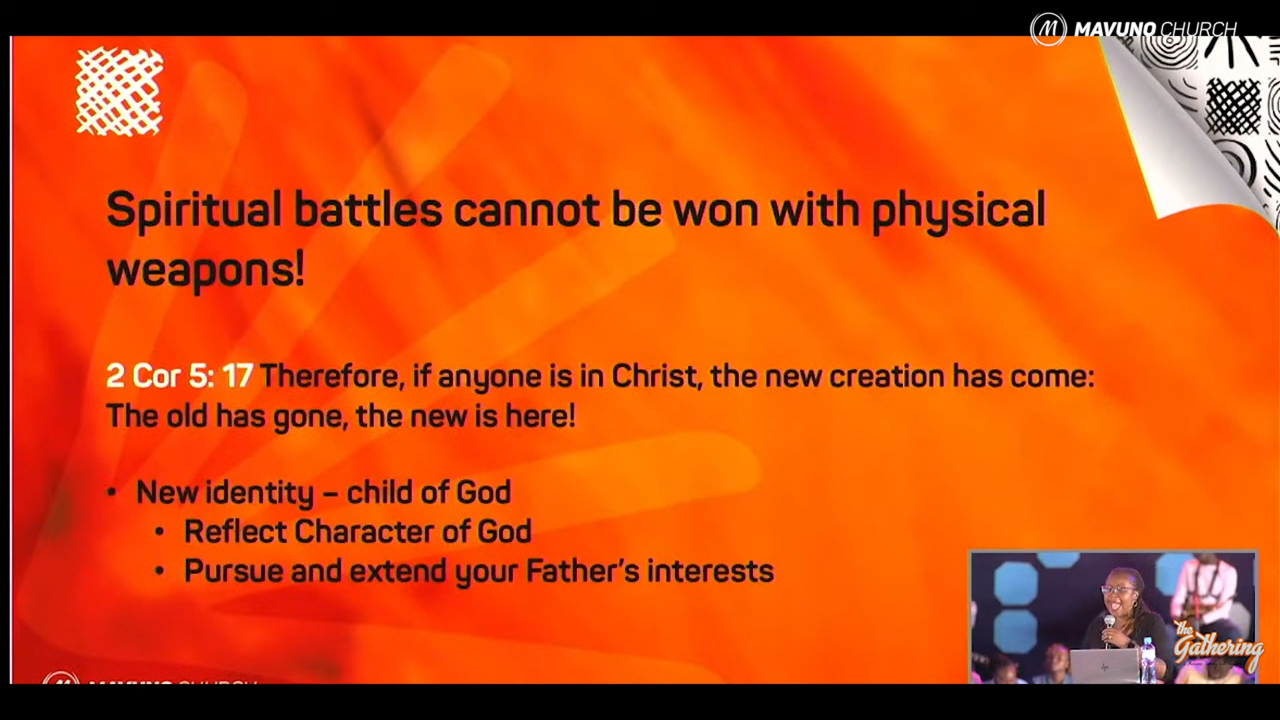 MAVUNO CHURCH
Spiritual battles cannot be won with physical
weapons!
2 Cor 5: 17 Therefore, if anyone is in Christ, the new creation has come:
The old has gone, the new is here!
• New identity – child of God
• Reflect Character of God
• Pursue and extend your Father's interests
the
Gathering
MAVUNO CHURCH